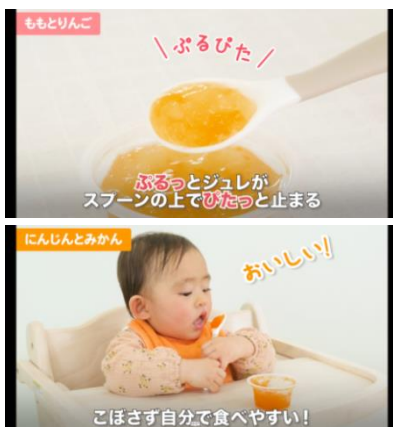 ももとりんご
ぷるぴた
ぷるっとジュレが
スプーンの上でぴたっと止まる
にんじんとみかん
おいしい!
こぼさず自分で食べやすい!